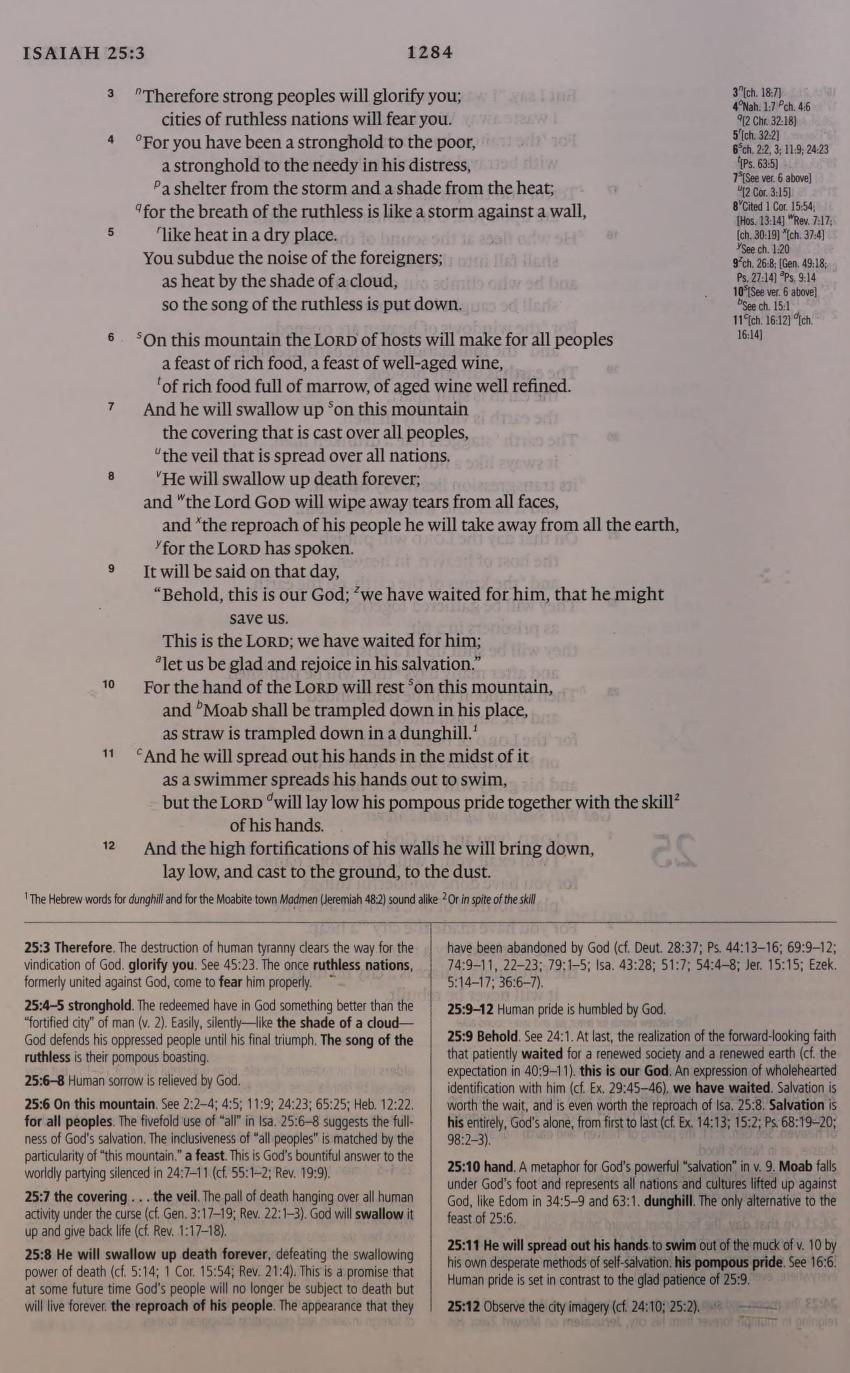 ISAIAH 25:3
1284
3 ⁿTherefore strong peoples will glorify you;
cities of ruthless nations will fear you.
4 ᵒFor you have been a stronghold to the poor,
a stronghold to the needy in his distress,
ᵖa shelter from the storm and a shade from the heat;
ᑫfor the breath of the ruthless is like a storm against a wall,
5 ʳlike heat in a dry place.
You subdue the noise of the foreigners;
as heat by the shade of a cloud,
so the song of the ruthless is put down.
6 ˢOn this mountain the LORD of hosts will make for all peoples
a feast of rich food, a feast of well-aged wine,
ᵗof rich food full of marrow, of aged wine well refined.
7 And he will swallow up ˢon this mountain
the covering that is cast over all peoples,
ᵘthe veil that is spread over all nations.
8 ᵛHe will swallow up death forever;
and ʷthe Lord GOD will wipe away tears from all faces,
and ˣthe reproach of his people he will take away from all the earth,
ʸfor the LORD has spoken.
9 It will be said on that day,
“Behold, this is our God; ᶻwe have waited for him, that he might
save us.
This is the LORD; we have waited for him;
ᵃlet us be glad and rejoice in his salvation.”
10 For the hand of the LORD will rest ˢon this mountain,
and ᵇMoab shall be trampled down in his place,
as straw is trampled down in a dunghill.¹
11 ᶜAnd he will spread out his hands in the midst of it
as a swimmer spreads his hands out to swim,
but the LORD ᵈwill lay low his pompous pride together with the skill²
of his hands.
12 And the high fortifications of his walls he will bring down,
lay low, and cast to the ground, to the dust.
3ⁿ[ch. 18:7]
4ᵒNah. 1:7 ᵖch. 4:6
ᑫ[2 Chr. 32:18]
5ʳ[ch. 32:2]
6ˢch. 2:2, 3; 11:9; 24:23
ᵗ[Ps. 63:5]
7ˢ[See ver. 6 above]
ᵘ[2 Cor. 3:15]
8ᵛCited 1 Cor. 15:54;
[Hos. 13:14] ʷRev. 7:17;
[ch. 30:19] ˣ[ch. 37:4]
ʸSee ch. 1:20
9ᶻch. 26:8; [Gen. 49:18;
Ps. 27:14] ᵃPs. 9:14
10ˢ[See ver. 6 above]
ᵇSee ch. 15:1
11ᶜ[ch. 16:12] ᵈ[ch.
16:14]
¹The Hebrew words for dunghill and for the Moabite town Madmen (Jeremiah 48:2) sound alike ²Or in spite of the skill
25:3 Therefore. The destruction of human tyranny clears the way for the
vindication of God. glorify you. See 45:23. The once ruthless nations,
formerly united against God, come to fear him properly.
25:4–5 stronghold. The redeemed have in God something better than the
“fortified city” of man (v. 2). Easily, silently—like the shade of a cloud—
God defends his oppressed people until his final triumph. The song of the
ruthless is their pompous boasting.
25:6–8 Human sorrow is relieved by God.
25:6 On this mountain. See 2:2–4; 4:5; 11:9; 24:23; 65:25; Heb. 12:22.
for all peoples. The fivefold use of “all” in Isa. 25:6–8 suggests the full-
ness of God's salvation. The inclusiveness of “all peoples” is matched by the
particularity of “this mountain.” a feast. This is God's bountiful answer to the
worldly partying silenced in 24:7–11 (cf. 55:1–2; Rev. 19:9).
25:7 the covering . . . the veil. The pall of death hanging over all human
activity under the curse (cf. Gen. 3:17–19; Rev. 22:1–3). God will swallow it
up and give back life (cf. Rev. 1:17–18).
25:8 He will swallow up death forever, defeating the swallowing
power of death (cf. 5:14; 1 Cor. 15:54; Rev. 21:4). This is a promise that
at some future time God's people will no longer be subject to death but
will live forever. the reproach of his people. The appearance that they
have been abandoned by God (cf. Deut. 28:37; Ps. 44:13–16; 69:9–12;
74:9–11, 22–23; 79:1–5; Isa. 43:28; 51:7; 54:4–8; Jer. 15:15; Ezek.
5:14–17; 36:6–7).
25:9–12 Human pride is humbled by God.
25:9 Behold. See 24:1. At last, the realization of the forward-looking faith
that patiently waited for a renewed society and a renewed earth (cf. the
expectation in 40:9–11). this is our God. An expression of wholehearted
identification with him (cf. Ex. 29:45–46). we have waited. Salvation is
worth the wait, and is even worth the reproach of Isa. 25:8. Salvation is
his entirely, God's alone, from first to last (cf. Ex. 14:13; 15:2; Ps. 68:19–20;
98:2–3).
25:10 hand. A metaphor for God's powerful “salvation” in v. 9. Moab falls
under God's foot and represents all nations and cultures lifted up against
God, like Edom in 34:5–9 and 63:1. dunghill. The only alternative to the
feast of 25:6.
25:11 He will spread out his hands to swim out of the muck of v. 10 by
his own desperate methods of self-salvation. his pompous pride. See 16:6.
Human pride is set in contrast to the glad patience of 25:9.
25:12 Observe the city imagery (cf. 24:10; 25:2).